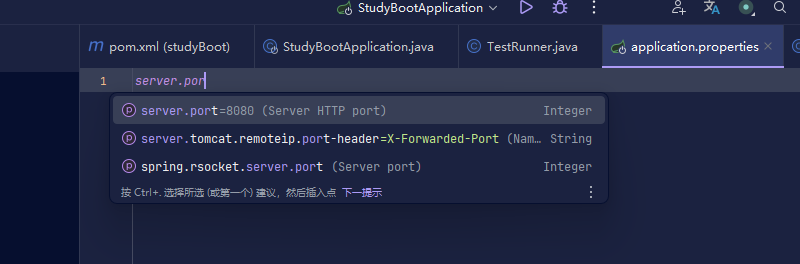 StudyBootApplication
pom.xml (studyBoot) StudyBootApplication.java TestRunner.java application.properties
1 server.por
server.port=8080 (Server HTTP port) Integer
server.tomcat.remoteip.port-header=X-Forwarded-Port (Nam… String
spring.rsocket.server.port (Server port) Integer
按 Ctrl+. 选择所选 (或第一个) 建议，然后插入点 下一提示